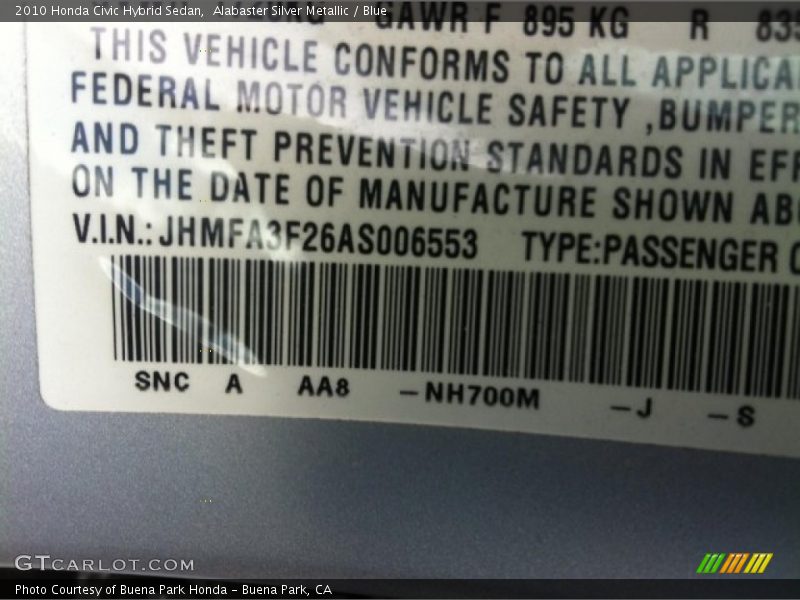 2010 Honda Civic Hybrid Sedan, Alabaster Silver Metallic / Blue
GAWR F 895 KG R 835
THIS VEHICLE CONFORMS TO ALL APPLICA
FEDERAL MOTOR VEHICLE SAFETY ,BUMPER
AND THEFT PREVENTION STANDARDS IN EFF
ON THE DATE OF MANUFACTURE SHOWN AB
V.I.N.: JHMFA3F26AS006553 TYPE:PASSENGER C
SNC A AA8 -NH700M -J -S
GTCARLOT.COM
Photo Courtesy of Buena Park Honda - Buena Park, CA